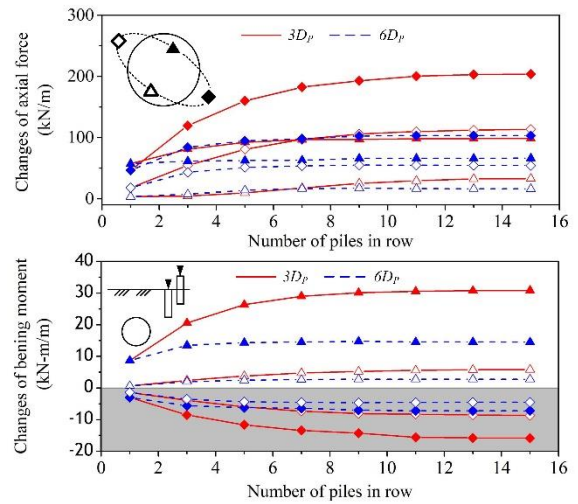 300
3D_P 6D_P
200
100
0
Changes of axial force
(kN/m)
0 2 4 6 8 10 12 14 16
Number of piles in row
40
3D_P 6D_P
30
20
10
0
-10
-20
Changes of bening moment
(kN-m/m)
0 2 4 6 8 10 12 14 16
Number of piles in row